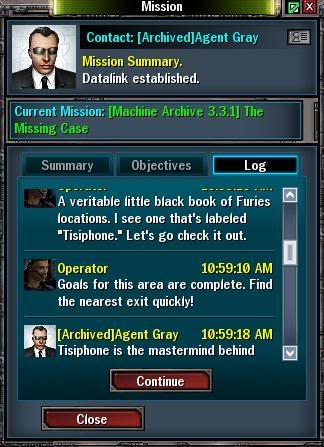 Mission
Contact: [Archived]Agent Gray
Mission Summary.
Datalink established.
Current Mission: [Machine Archive 3.3.1] The
Missing Case
Summary Objectives Log
Operator
A veritable little black book of Furies
locations. I see one that's labeled
"Tisiphone." Let's go check it out.
Operator 10:59:10 AM
Goals for this area are complete. Find
the nearest exit quickly!
[Archived]Agent Gray 10:59:18 AM
Tisiphone is the mastermind behind
Continue
Close